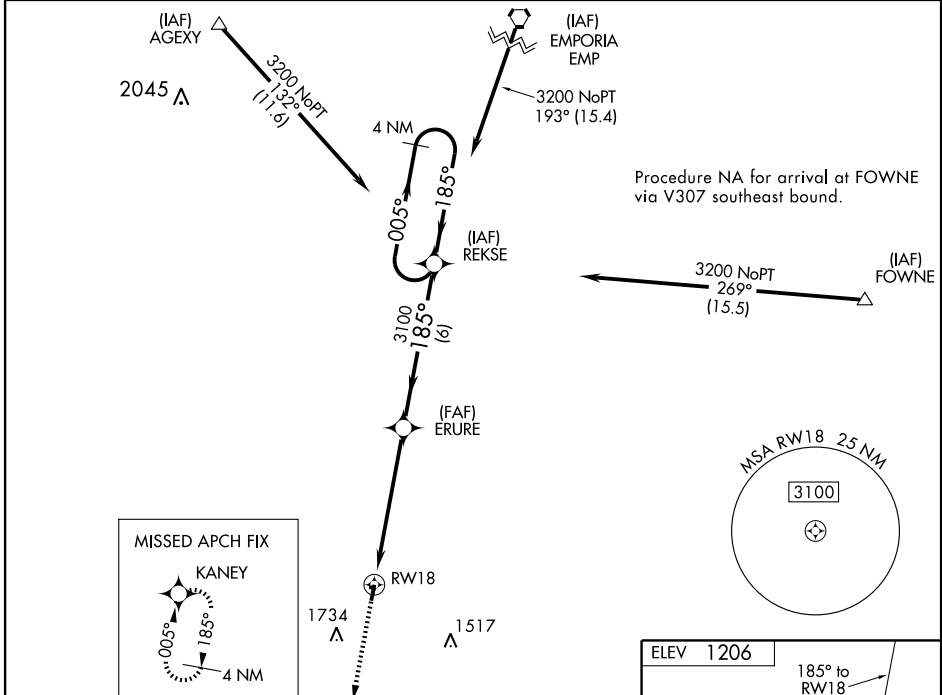 (IAF)
AGEXY
3200 NoPT
132°
(11.6)
2045
(IAF)
EMPORIA
EMP
3200 NoPT
193° (15.4)
4 NM
005°
185°
(IAF)
REKSE
Procedure NA for arrival at FOWNE
via V307 southeast bound.
(IAF)
FOWNE
3200 NoPT
269°
(15.5)
3100
185°
(6)
(FAF)
ERURE
MSA RW18 25 NM
3100
MISSED APCH FIX
KANEY
005°
185°
4 NM
RW18
1734
1517
ELEV 1206
185° to
RW18